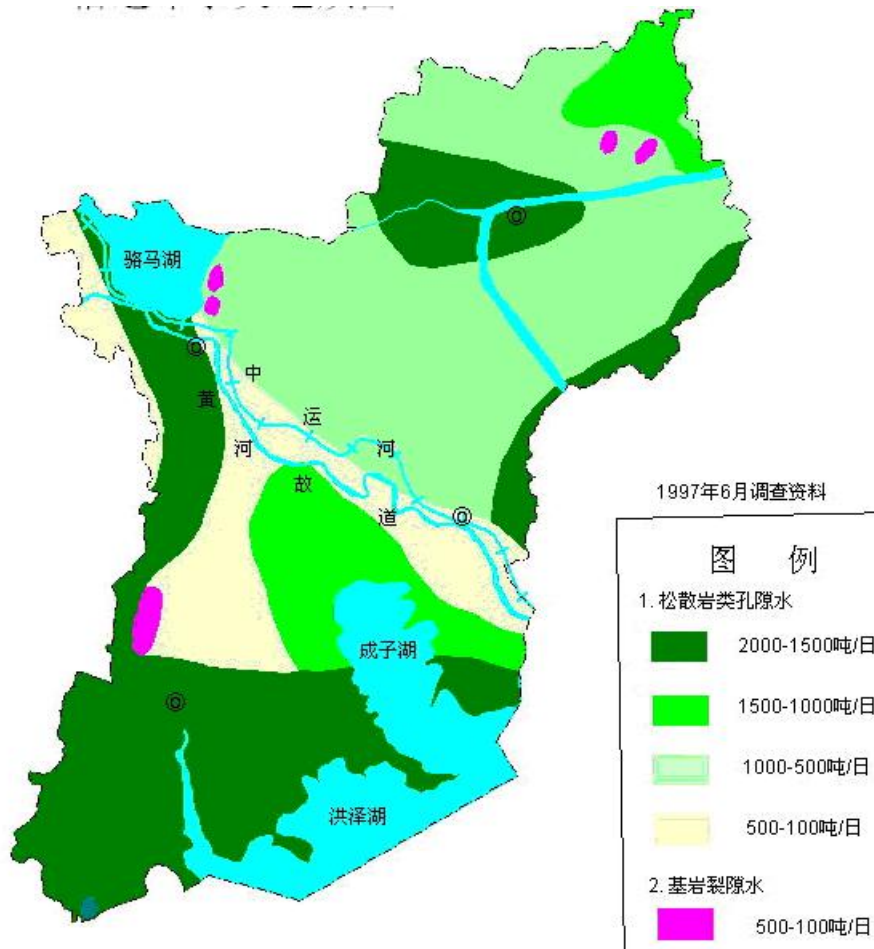 骆马湖
中
黄
运
河
河
故
道
1997年6月调查资料
图 例
1. 松散岩类孔隙水
2000-1500吨/日
成子湖
1500-1000吨/日
1000-500吨/日
洪泽湖
500-100吨/日
2. 基岩裂隙水
500-100吨/日